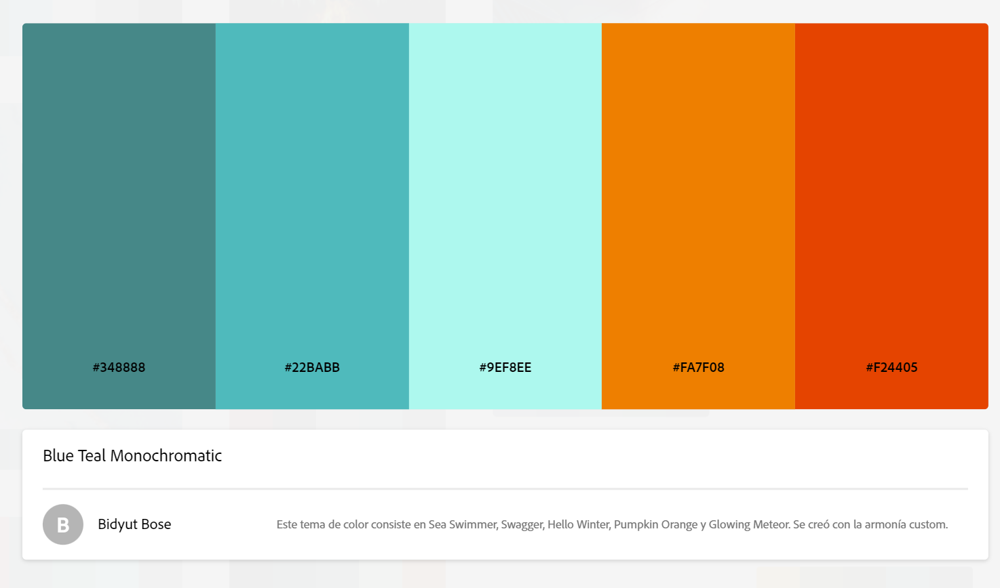 #348888
#22BABB
#9EF8EE
#FA7F08
#F24405
Blue Teal Monochromatic
B
Bidyut Bose
Este tema de color consiste en Sea Swimmer, Swagger, Hello Winter, Pumpkin Orange y Glowing Meteor. Se creó con la armonía custom.